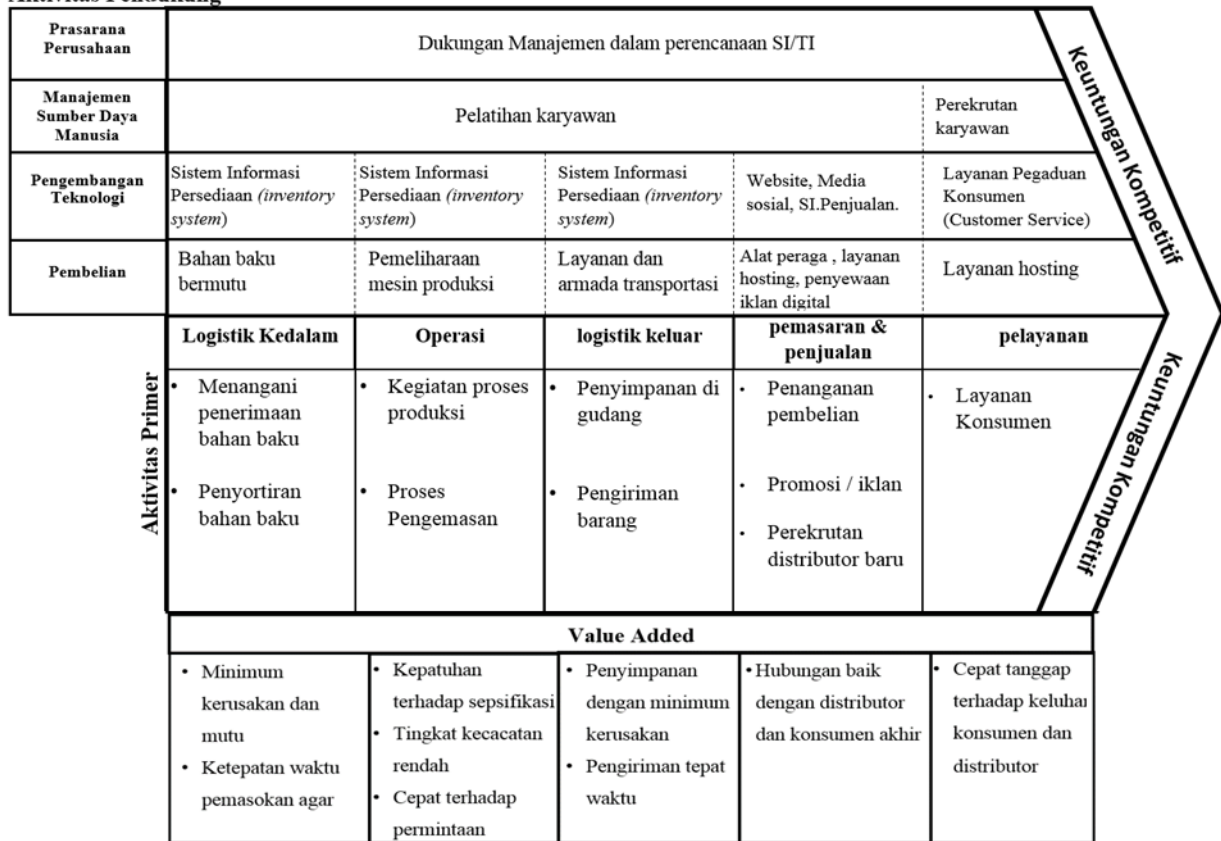 Prasarana
Perusahaan
Dukungan Manajemen dalam perencanaan SI/TI
Manajemen
Sumber Daya
Manusia
Pelatihan karyawan
Perekrutan
karyawan
Pengembangan
Teknologi
Sistem Informasi
Persediaan (inventory
system)
Sistem Informasi
Persediaan (inventory
system)
Sistem Informasi
Persediaan (inventory
system)
Website, Media
sosial, SI.Penjualan.
Layanan Pegaduan
Konsumen
(Customer Service)
Pembelian
Bahan baku
bermutu
Pemeliharaan
mesin produksi
Layanan dan
armada transportasi
Alat peraga , layanan
hosting, penyewaan
iklan digital
Layanan hosting
Keuntungan Kompetitif
Aktivitas Primer
Logistik Kedalam
Operasi
logistik keluar
pemasaran &
penjualan
pelayanan
• Menangani
penerimaan
bahan baku
• Penyortiran
bahan baku
• Kegiatan proses
produksi
• Proses
Pengemasan
• Penyimpanan di
gudang
• Pengiriman
barang
• Penanganan
pembelian
• Promosi / iklan
• Perekrutan
distributor baru
• Layanan
Konsumen
Keuntungan Kompetitif
Value Added
• Minimum
kerusakan dan
mutu
• Ketepatan waktu
pemasokan agar
• Kepatuhan
terhadap sepsifikasi
• Tingkat kecacatan
rendah
• Cepat terhadap
permintaan
• Penyimpanan
dengan minimum
kerusakan
• Pengiriman tepat
waktu
• Hubungan baik
dengan distributor
dan konsumen akhir
• Cepat tanggap
terhadap keluhan
konsumen dan
distributor